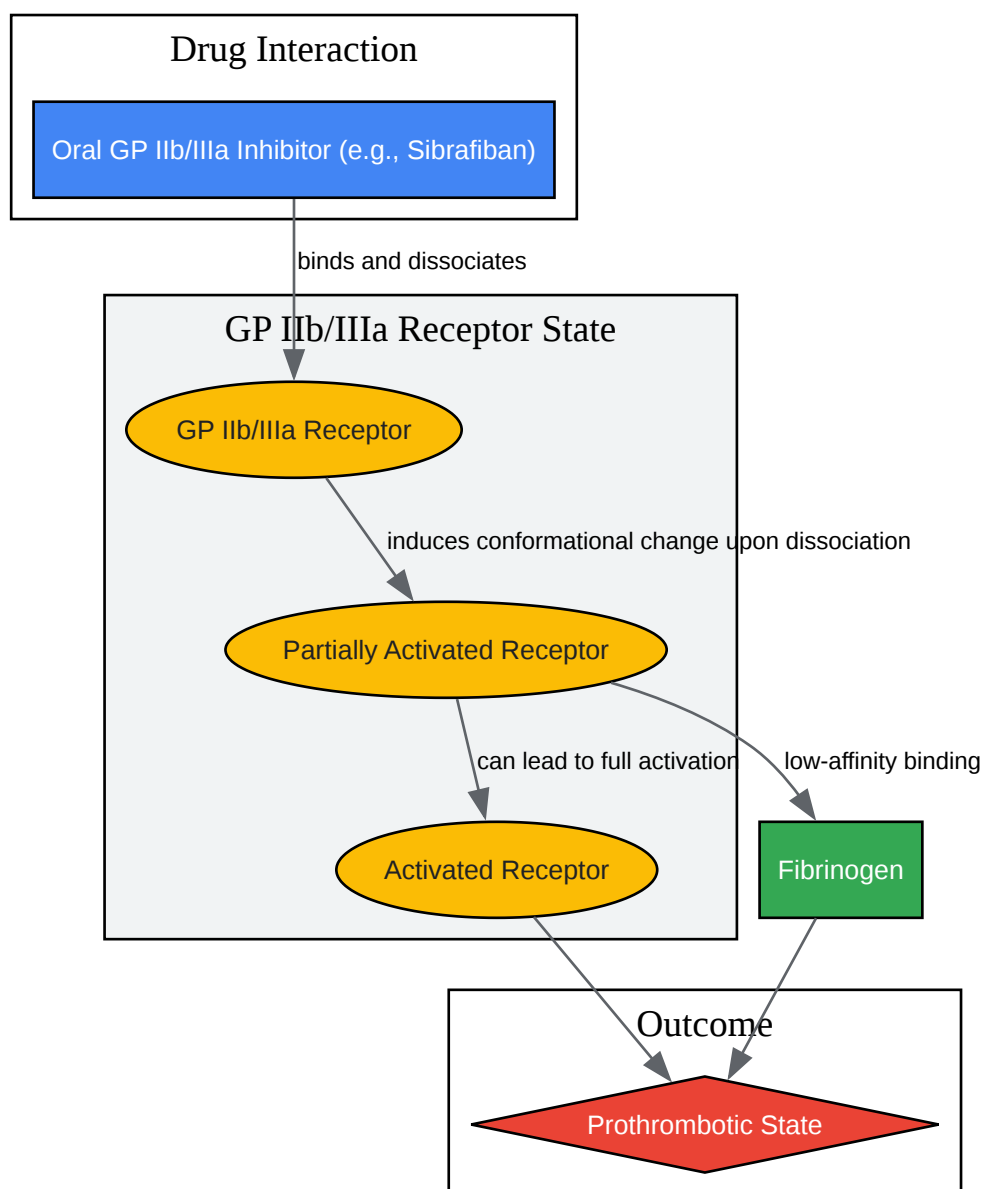 Drug Interaction
Oral GP IIb/IIIa Inhibitor (e.g., Sibrafiban)
binds and dissociates
GP IIb/IIIa Receptor State
GP IIb/IIIa Receptor
induces conformational change upon dissociation
Partially Activated Receptor
can lead to full activation
low-affinity binding
Activated Receptor
Fibrinogen
Outcome
Prothrombotic State